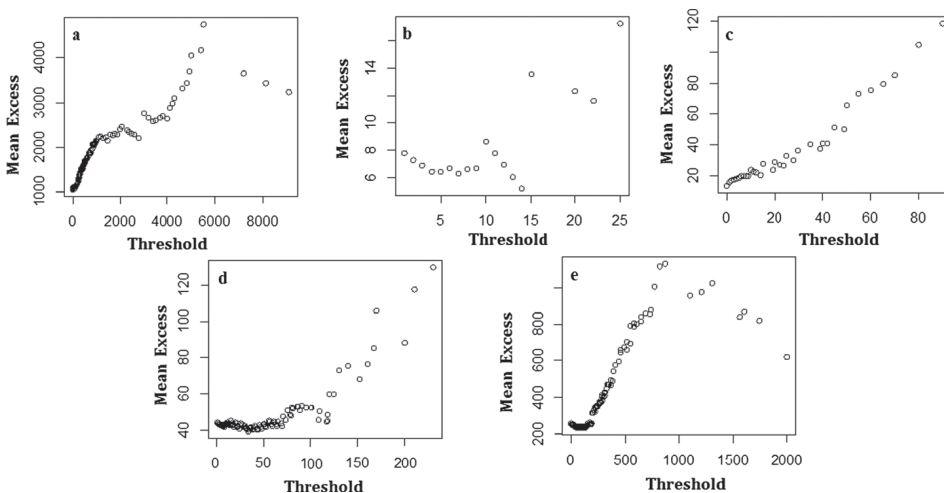 a
Mean Excess
1000 2000 3000 4000
0 2000 4000 6000 8000
Threshold
b
Mean Excess
6 8 10 14
5 10 15 20 25
Threshold
c
Mean Excess
20 40 60 80 120
0 20 40 60 80
Threshold
d
Mean Excess
40 60 80 120
0 50 100 150 200
Threshold
e
Mean Excess
200 400 600 800
0 500 1000 1500 2000
Threshold